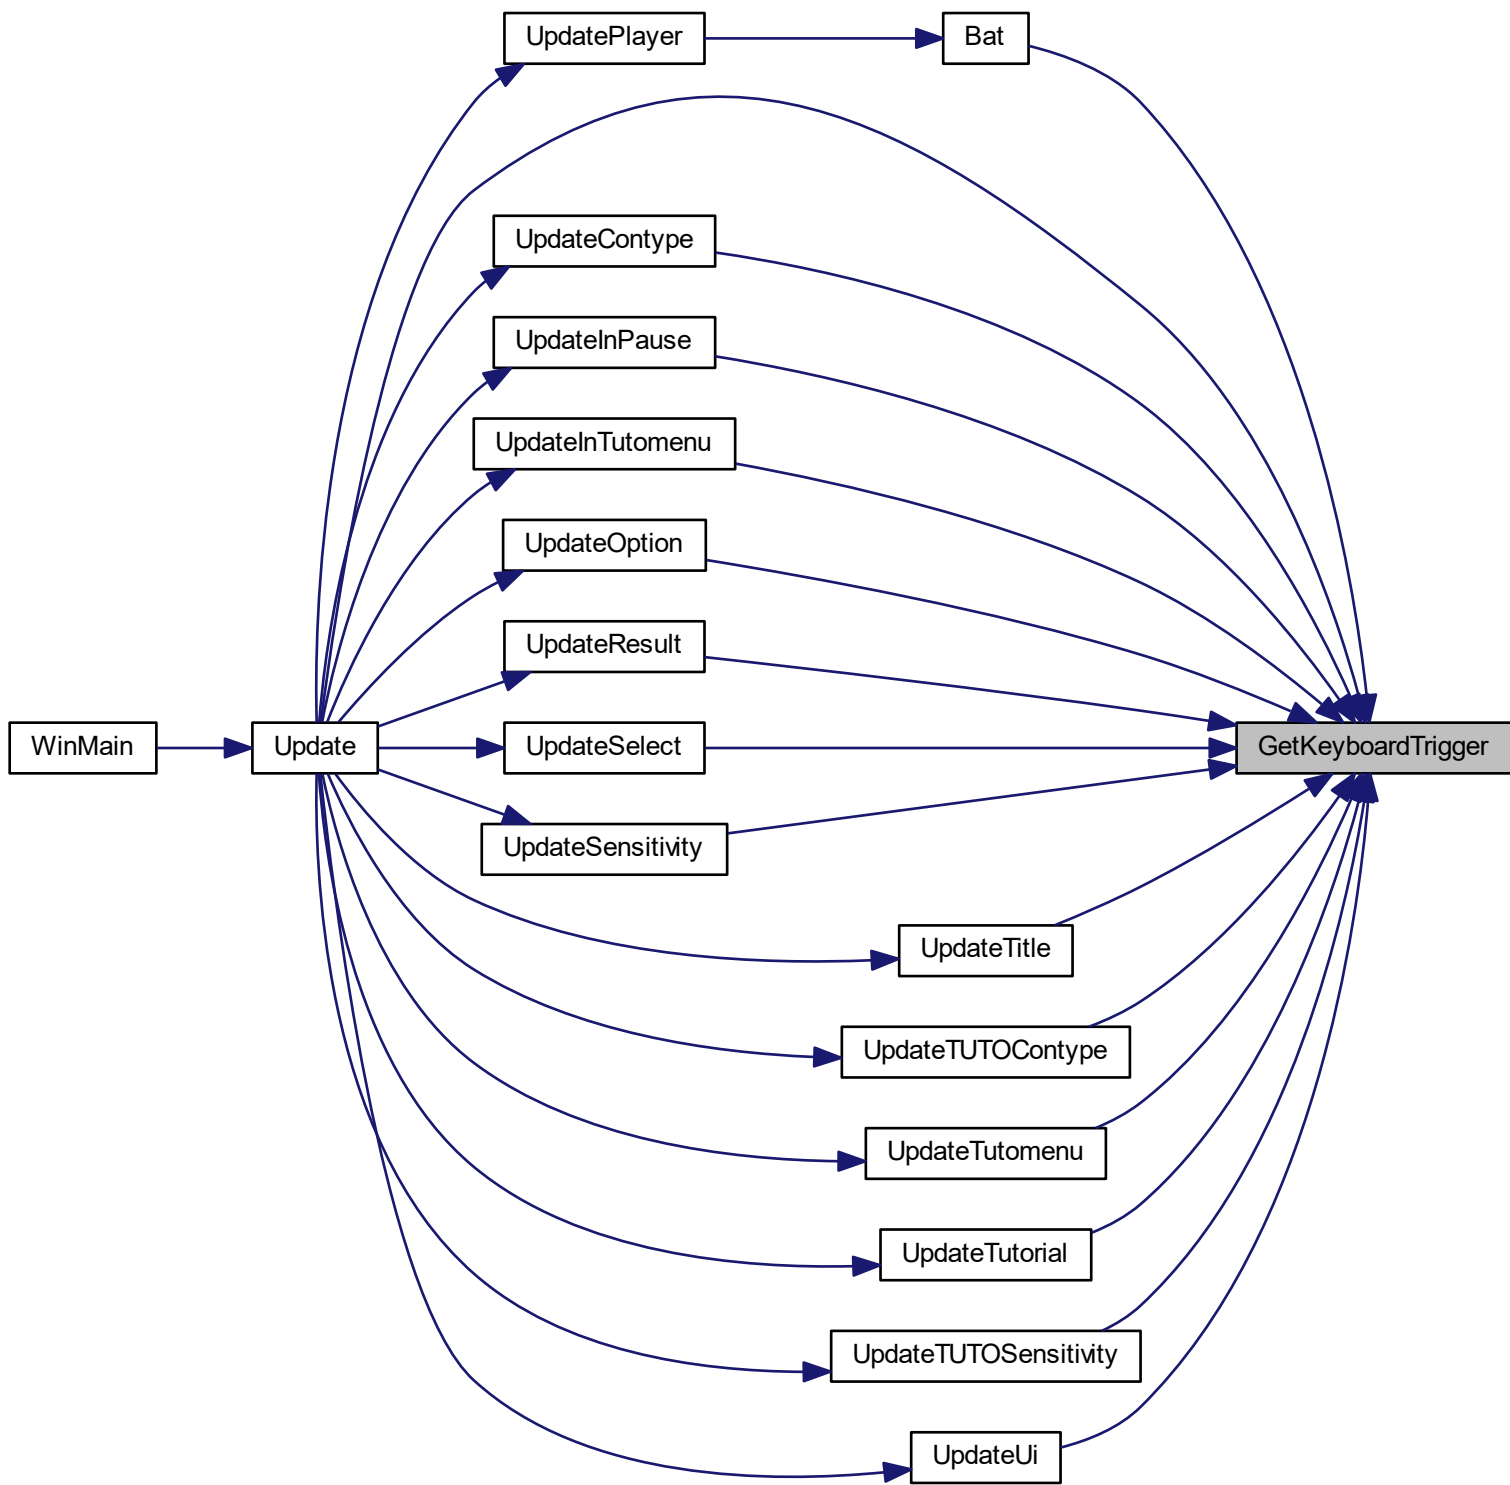 UpdatePlayer
Bat
UpdateContype
UpdateInPause
UpdateInTutomenu
UpdateOption
UpdateResult
WinMain
Update
UpdateSelect
GetKeyboardTrigger
UpdateSensitivity
UpdateTitle
UpdateTUTOContype
UpdateTutomenu
UpdateTutorial
UpdateTUTOSensitivity
UpdateUi